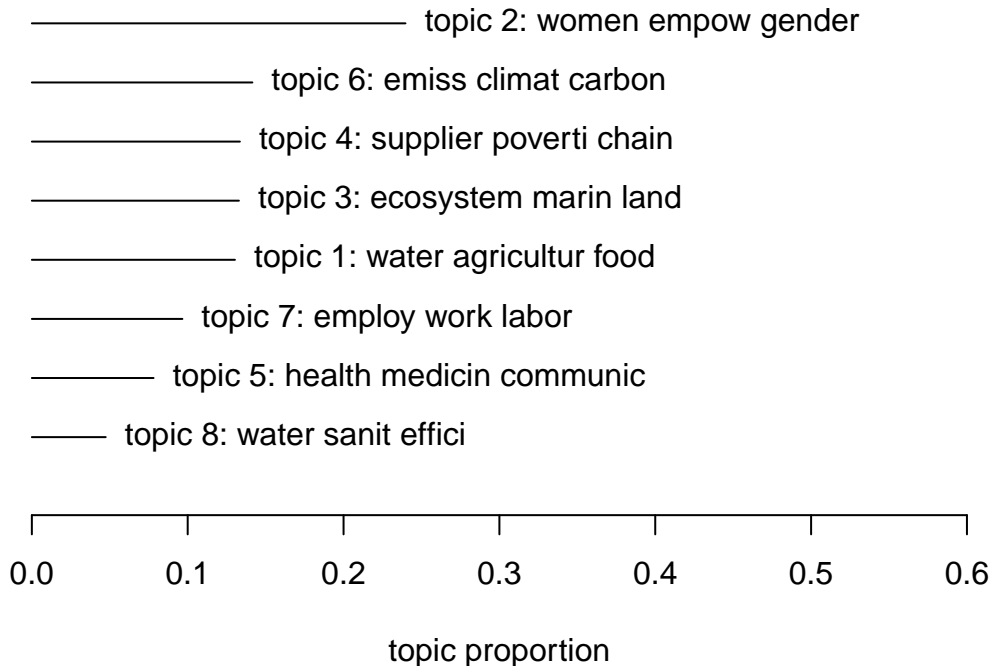 topic 2: women empow gender
topic 6: emiss climat carbon
topic 4: supplier poverti chain
topic 3: ecosystem marin land
topic 1: water agricultur food
topic 7: employ work labor
topic 5: health medicin communic
topic 8: water sanit effici
0.0 0.1 0.2 0.3 0.4 0.5 0.6
topic proportion